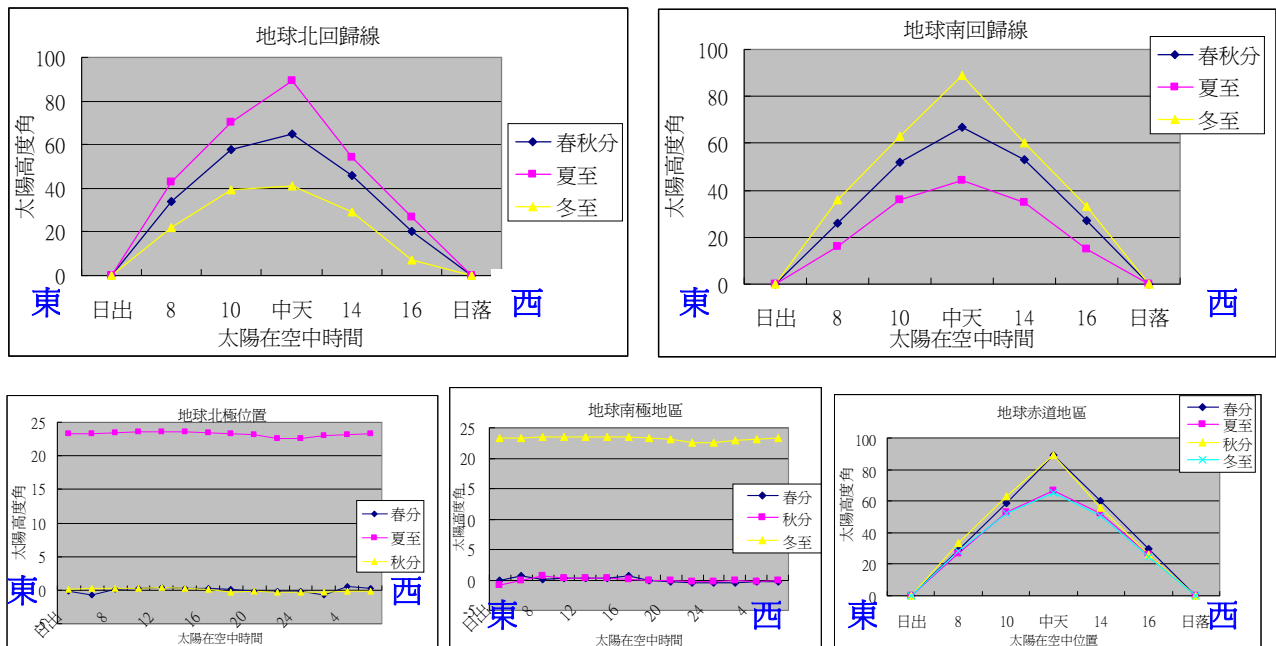 地球北回歸線
太陽高度角
100
80
60
40
20
0
日出 8 10 中天 14 16 日落
太陽在空中時間
東
西
春秋分
夏至
冬至
地球南回歸線
太陽高度角
100
80
60
40
20
0
日出 8 10 中天 14 16 日落
太陽在空中時間
東
西
春秋分
夏至
冬至
地球北極位置
太陽高度角
25
20
15
10
5
0
日出 8 12 16 20 24 4
太陽在空中時間
東
西
春分
夏至
秋分
地球南極地區
太陽高度角
25
20
15
10
5
0
日出 8 12 16 20 24 4
太陽在空中時間
東
西
春分
秋分
冬至
地球赤道地區
太陽高度角
100
80
60
40
20
0
日出 8 10 中天 14 16 日落
太陽在空中位置
東
西
春分
夏至
秋分
冬至